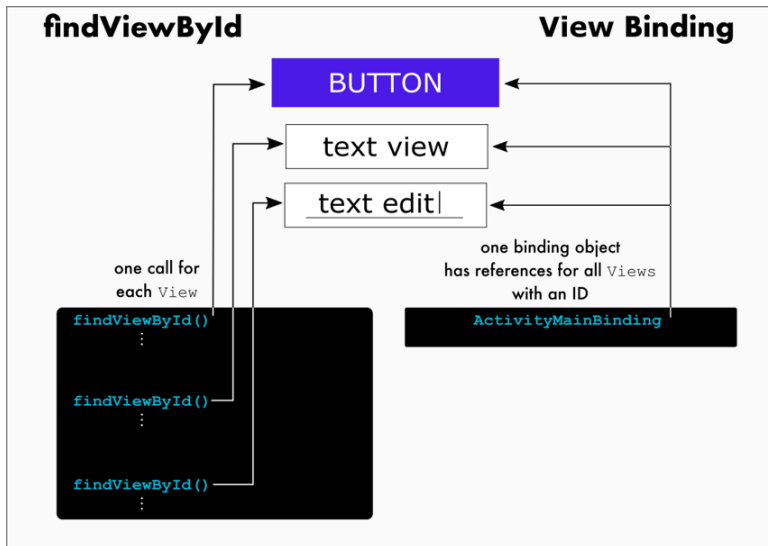 findViewById
View Binding
BUTTON
text view
text edit
one call for
each View
findViewById()
⋮
findViewById()
⋮
findViewById()
⋮
one binding object
has references for all Views
with an ID
ActivityMainBinding